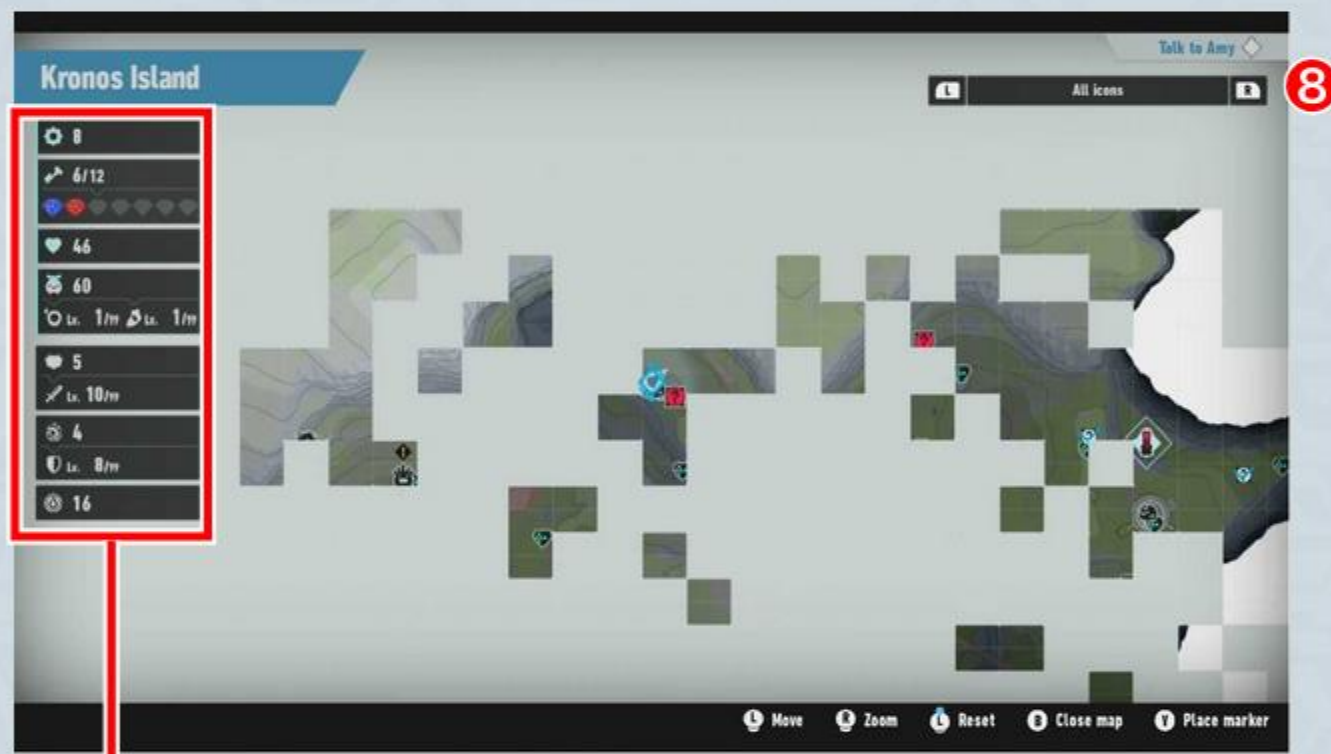 Talk to Amy
Kronos Island
L All icons R
8
8
6/12
46
60
Lv. 1/99 Lv. 1/99
5
Lv. 10/99
4
Lv. 8/99
16
L Move R Zoom L Reset B Close map Y Place marker